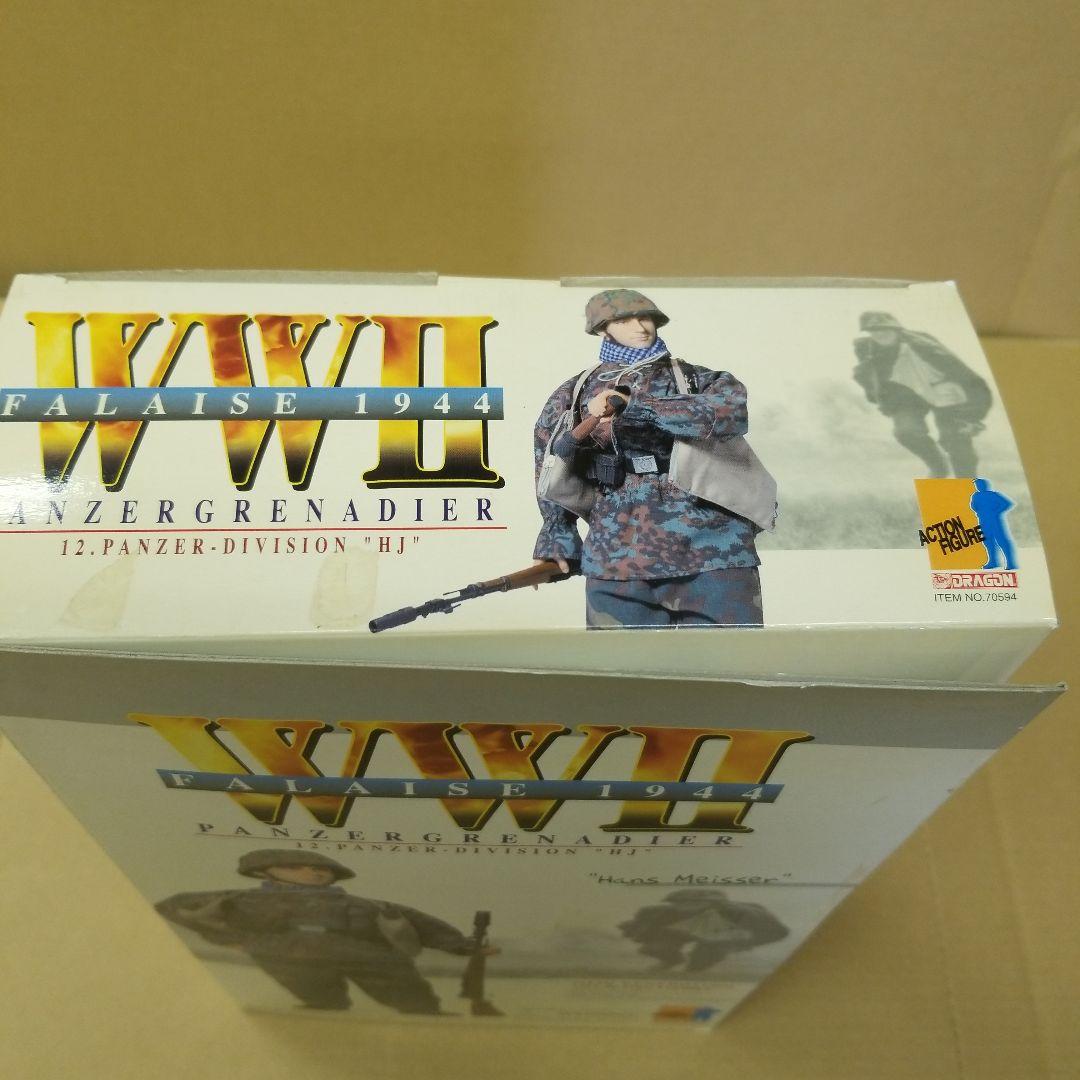 WWII
FALAISE 1944
ANZERGRENADIER
12.PANZER-DIVISION "HJ"
ACTION
FIGURE
DRAGON
ITEM NO.70594
WWII
FALAISE 1944
PANZERGRENADIER
12.PANZER-DIVISION "HJ"
"Hans Meisser"